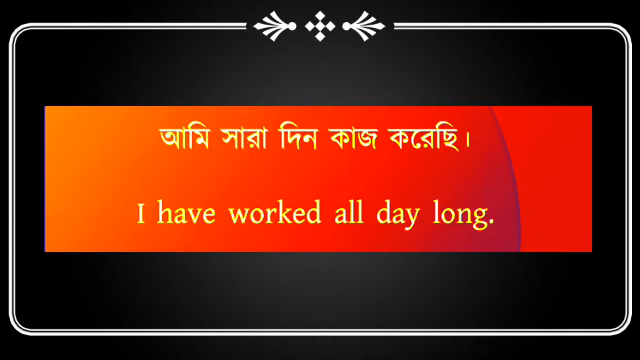 আমি সারা দিন কাজ করেছি।
I have worked all day long.